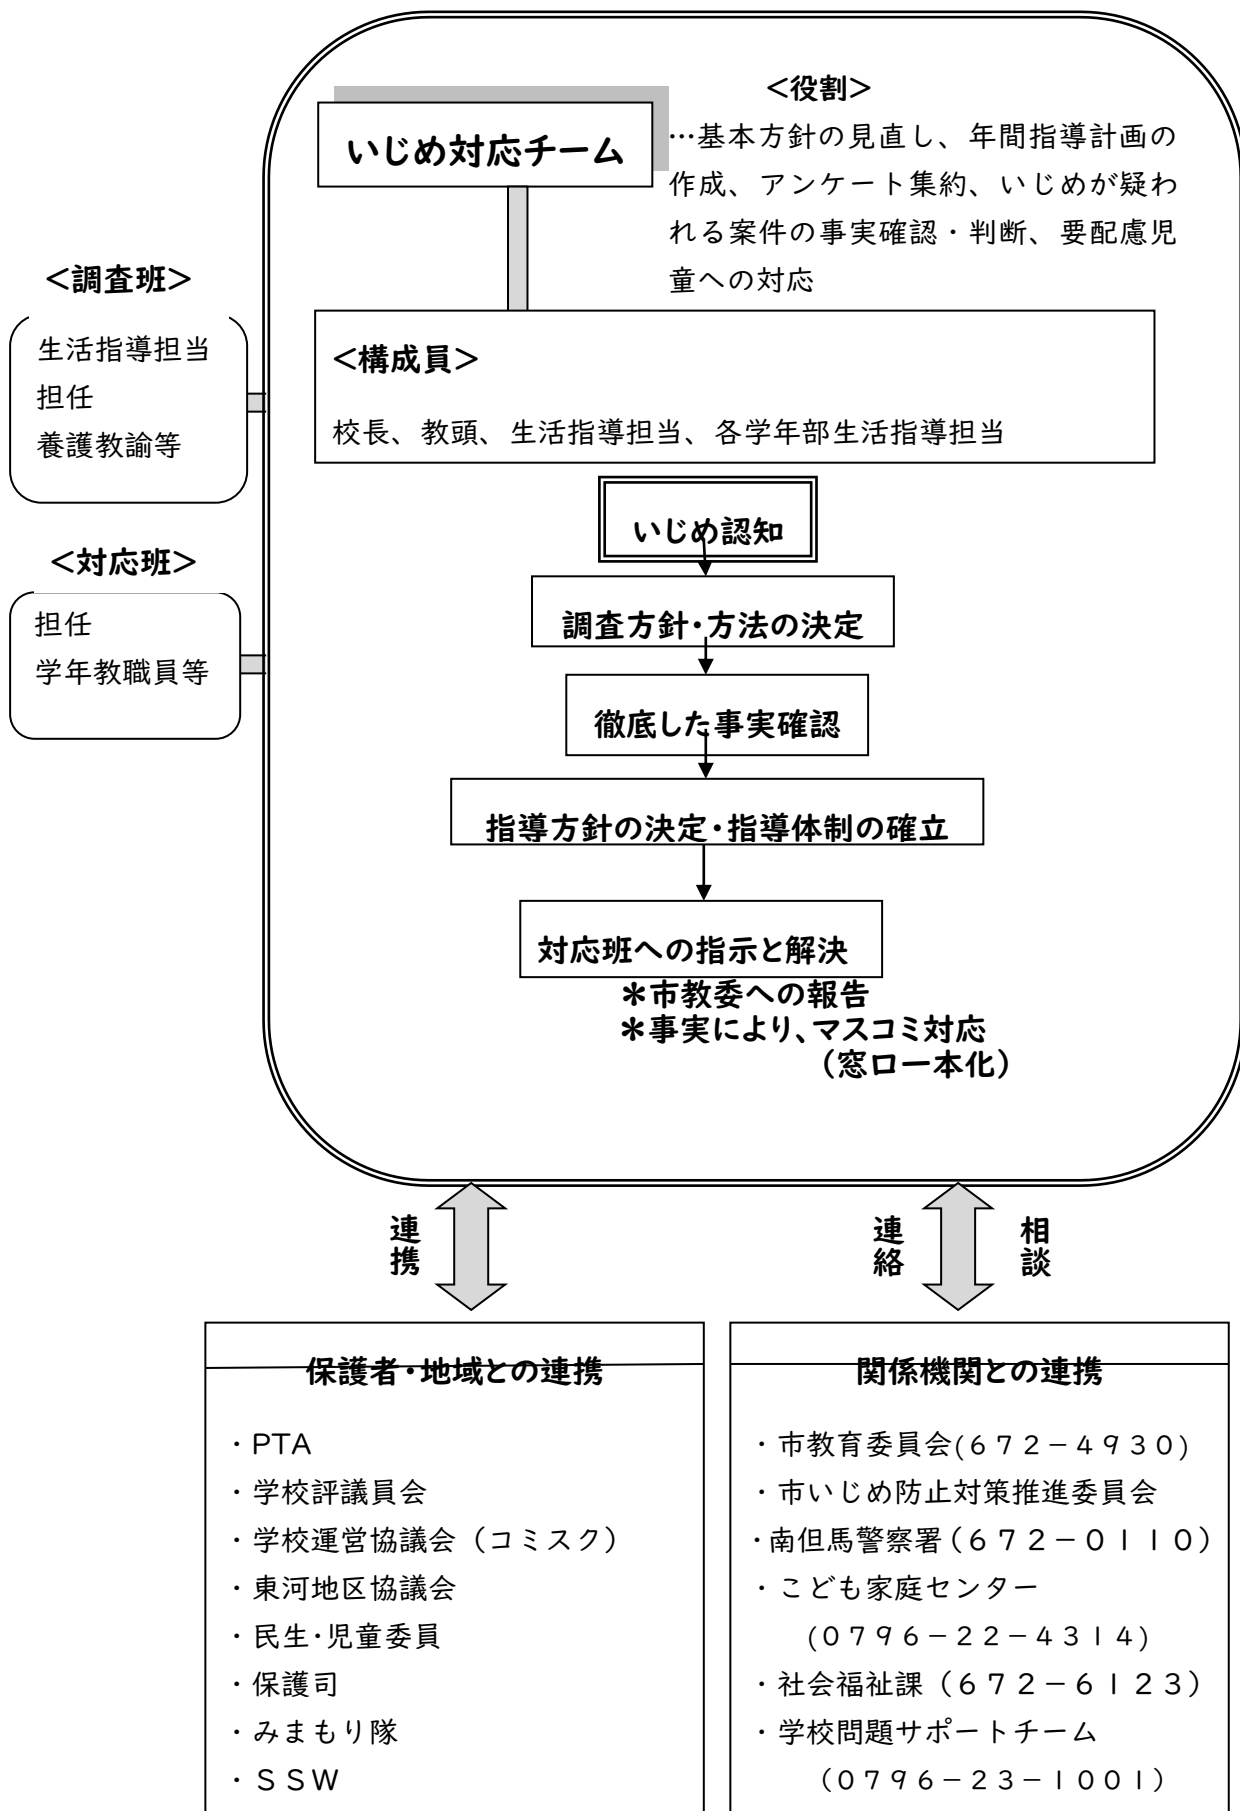 <役割>
いじめ対応チーム
…基本方針の見直し、年間指導計画の
作成、アンケート集約、いじめが疑わ
れる案件の事実確認・判断、要配慮児
童への対応
<調査班>
生活指導担当
担任
養護教諭等
<構成員>
校長、教頭、生活指導担当、各学年部生活指導担当
<対応班>
担任
学年教職員等
いじめ認知
調査方針・方法の決定
徹底した事実確認
指導方針の決定・指導体制の確立
対応班への指示と解決
＊市教委への報告
＊事実により、マスコミ対応
（窓口一本化）
連携
連絡
相談
保護者・地域との連携
・PTA
・学校評議員会
・学校運営協議会（コミスク）
・東河地区協議会
・民生・児童委員
・保護司
・みまもり隊
・ＳＳＷ
関係機関との連携
・市教育委員会(６７２－４９３０)
・市いじめ防止対策推進委員会
・南但馬警察署(６７２－０１１０)
・こども家庭センター
(０７９６－２２－４３１４)
・社会福祉課（６７２－６１２３）
・学校問題サポートチーム
（０７９６－２３－１００１）